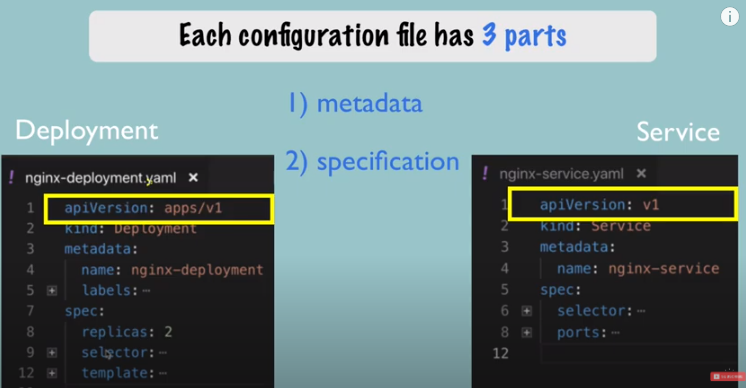 Each configuration file has 3 parts
1) metadata
2) specification
Deployment
nginx-deployment.yaml ×
1 apiVersion: apps/v1
2 kind: Deployment
3 metadata:
4 name: nginx-deployment
5 labels:⋯
7 spec:
8 replicas: 2
9 selector:⋯
12 template:⋯
Service
nginx-service.yaml ×
1 apiVersion: v1
2 kind: Service
3 metadata:
4 name: nginx-service
5 spec:
6 selector:⋯
8 ports:⋯
12
SUBSCRIBE